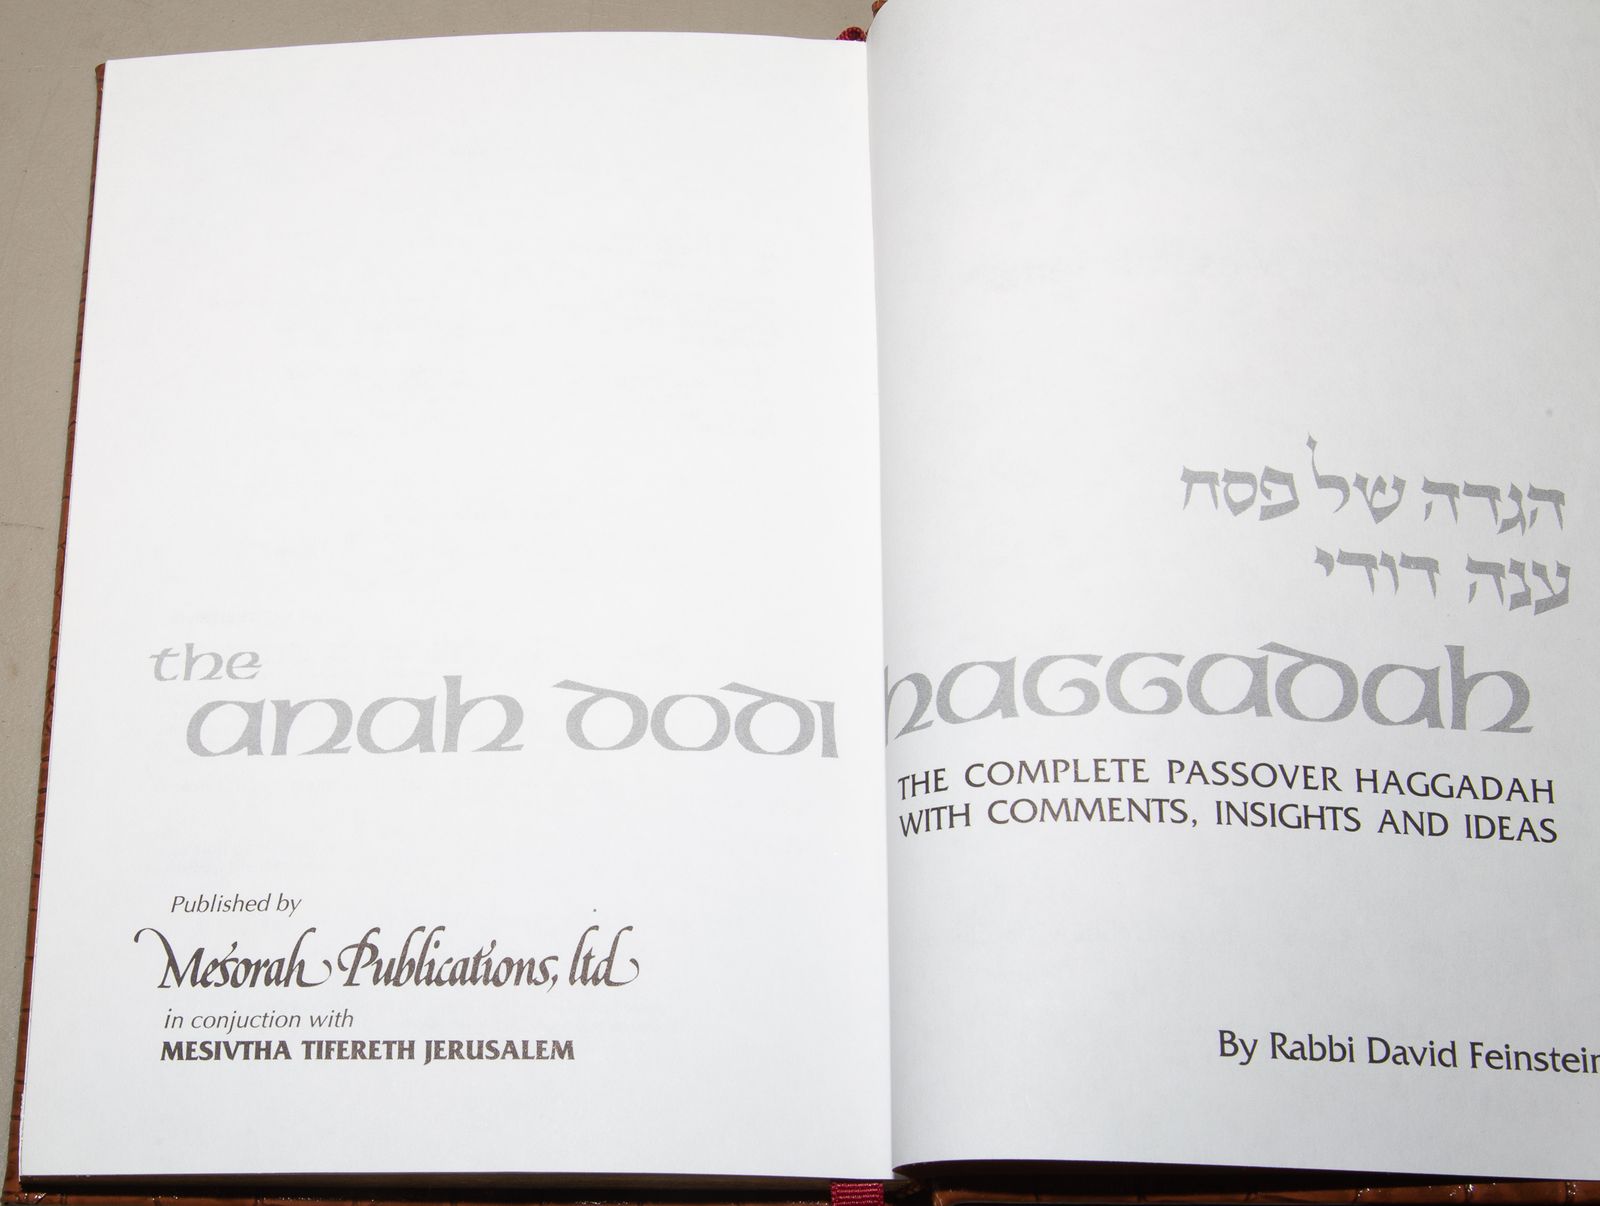 the
anah dodi
Published by
Mesorah Publications, ltd
in conjuction with
MESIVTHA TIFERETH JERUSALEM
הגדה של פסח
ענה דודי
haggadah
THE COMPLETE PASSOVER HAGGADAH
WITH COMMENTS, INSIGHTS AND IDEAS
By Rabbi David Feinstein